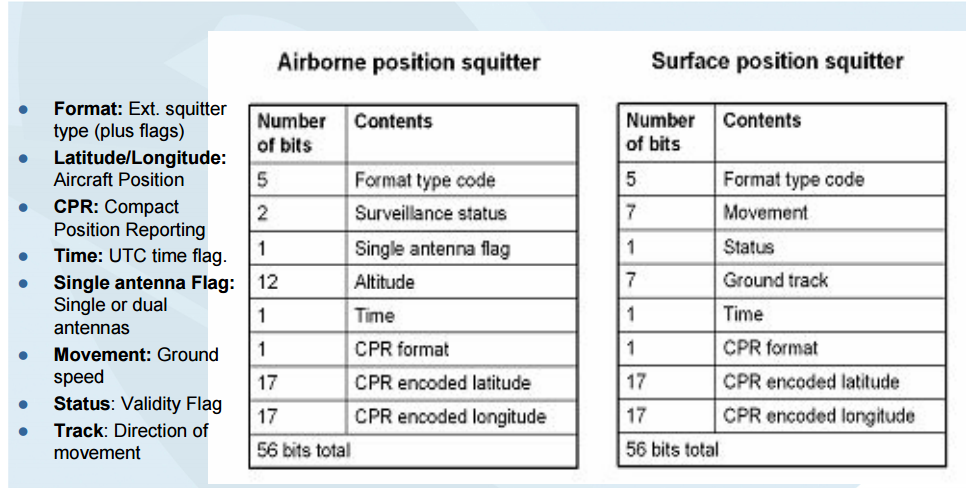 Format: Ext. squitter
type (plus flags)
Latitude/Longitude:
Aircraft Position
CPR: Compact
Position Reporting
Time: UTC time flag.
Single antenna Flag:
Single or dual
antennas
Movement: Ground
speed
Status: Validity Flag
Track: Direction of
movement
Airborne position squitter
Number of bits Contents
5 Format type code
2 Surveillance status
1 Single antenna flag
12 Altitude
1 Time
1 CPR format
17 CPR encoded latitude
17 CPR encoded longitude
56 bits total
Surface position squitter
Number of bits Contents
5 Format type code
7 Movement
1 Status
7 Ground track
1 Time
1 CPR format
17 CPR encoded latitude
17 CPR encoded longitude
56 bits total